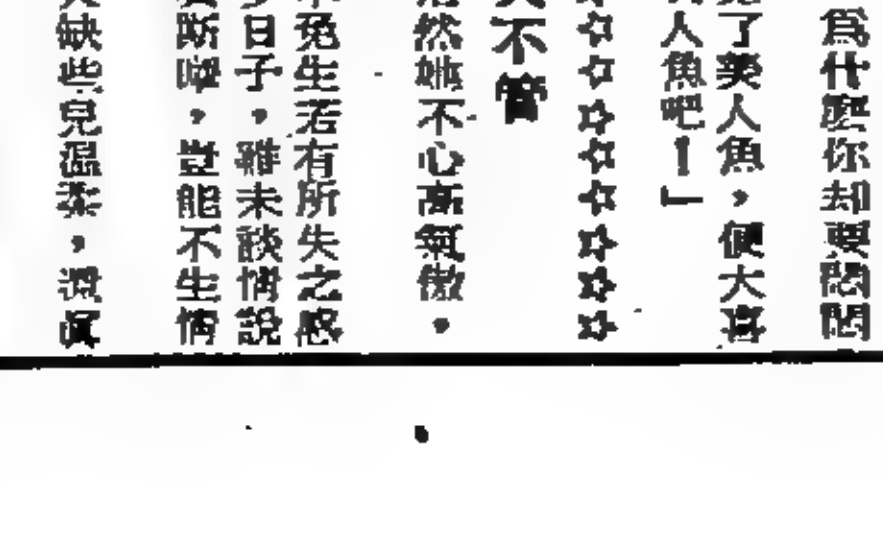 爲什麼你却要悶悶
了美人魚，便大喜
人魚吧！」
☆☆☆☆☆☆☆☆
不管
然她不心高氣傲。
免生若有所失之感
日子，雖未談情說
斯，豈能不生情
缺些兒溫柔，